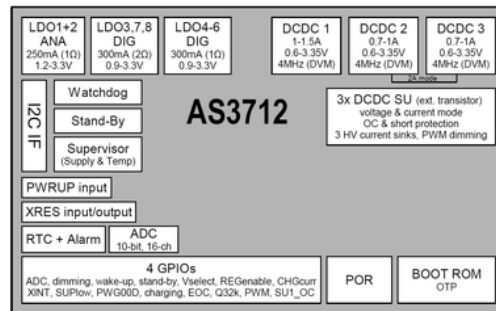 LDO1+2
ANA
250mA (1Ω)
1.2-3.3V
LDO3,7,8
DIG
300mA (2Ω)
0.9-3.3V
LDO4-6
DIG
300mA (1Ω)
0.9-3.3V
DCDC 1
1-1.5A
0.6-3.35V
4MHz (DVM)
DCDC 2
0.7-1A
0.6-3.35V
4MHz (DVM)
DCDC 3
0.7-1A
0.6-3.35V
4MHz (DVM)
2A mode
I2C IF
Watchdog
Stand-By
Supervisor
(Supply & Temp)
AS3712
3x DCDC SU (ext. transistor)
voltage & current mode
OC & short protection
3 HV current sinks, PWM dimming
PWRUP input
XRES input/output
RTC + Alarm
ADC
10-bit, 16-ch
4 GPIOs
ADC, dimming, wake-up, stand-by, Vselect, REGenable, CHGcurr
XINT, SUPlow, PWG00D, charging, EOC, Q32k, PWM, SU1_OC
POR
BOOT ROM
OTP